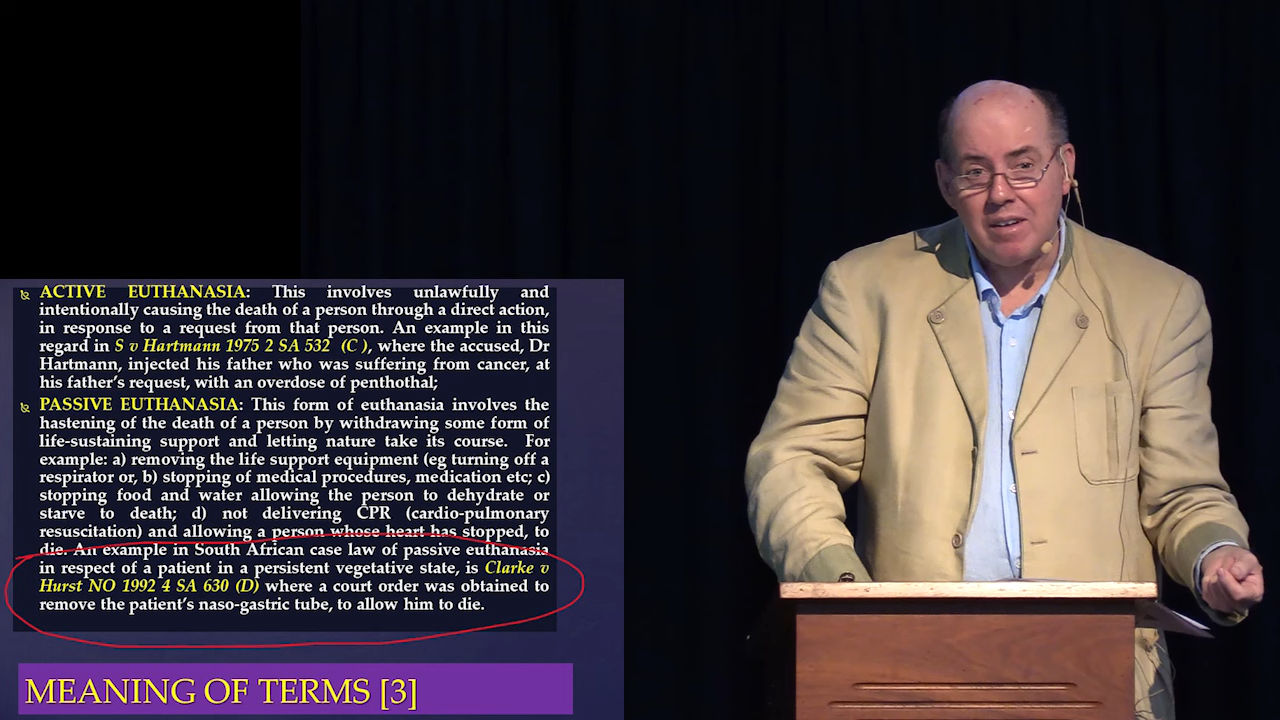 ACTIVE EUTHANASIA: This involves unlawfully and
intentionally causing the death of a person through a direct action,
in response to a request from that person. An example in this
regard in S v Hartmann 1975 2 SA 532 (C ), where the accused, Dr
Hartmann, injected his father who was suffering from cancer, at
his father's request, with an overdose of penthothal;
PASSIVE EUTHANASIA: This form of euthanasia involves the
hastening of the death of a person by withdrawing some form of
life-sustaining support and letting nature take its course. For
example: a) removing the life support equipment (eg turning off a
respirator or, b) stopping of medical procedures, medication etc; c)
stopping food and water allowing the person to dehydrate or
starve to death; d) not delivering CPR (cardio-pulmonary
resuscitation) and allowing a person whose heart has stopped, to
die. An example in South African case law of passive euthanasia
in respect of a patient in a persistent vegetative state, is Clarke v
Hurst NO 1992 4 SA 630 (D) where a court order was obtained to
remove the patient's naso-gastric tube, to allow him to die.
MEANING OF TERMS [3]